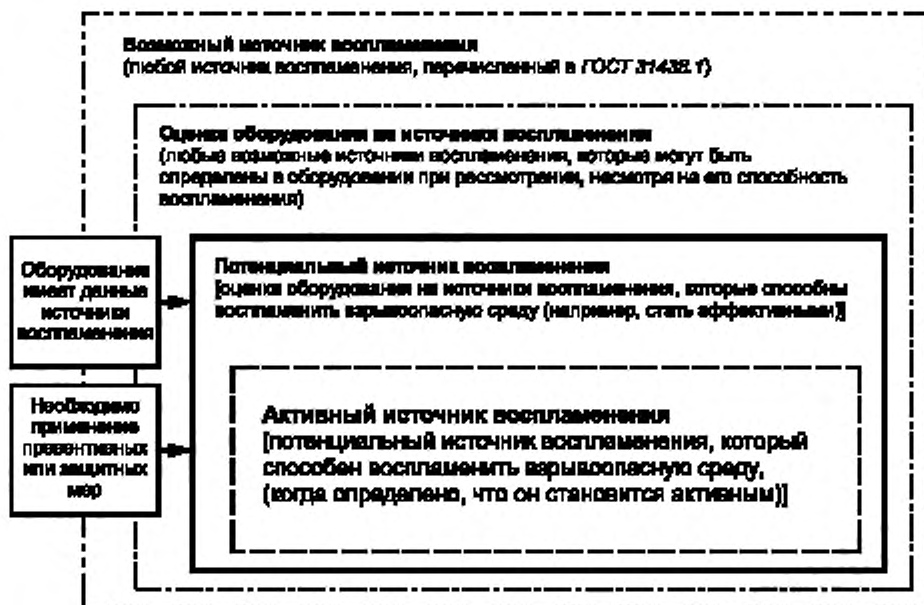 Возможный источник воспламенения
(любой источник воспламенения, перечисленный в ГОСТ 31438.1)
Оценка оборудования на источники воспламенения
(любые возможные источники воспламенения, которые могут быть
определены в оборудовании при рассмотрении, несмотря на его способность
воспламенения)
Оборудование
имеет данные
источники
воспламенения
Потенциальный источник воспламенения
[оценка оборудования на источники воспламенения, которые способны
воспламенить взрывоопасную среду (например, стать эффективными)]
Необходимо
применение
превентивных
или защитных
мер
Активный источник воспламенения
[потенциальный источник воспламенения, который
способен воспламенить взрывоопасную среду,
(когда определено, что он становится активным)]